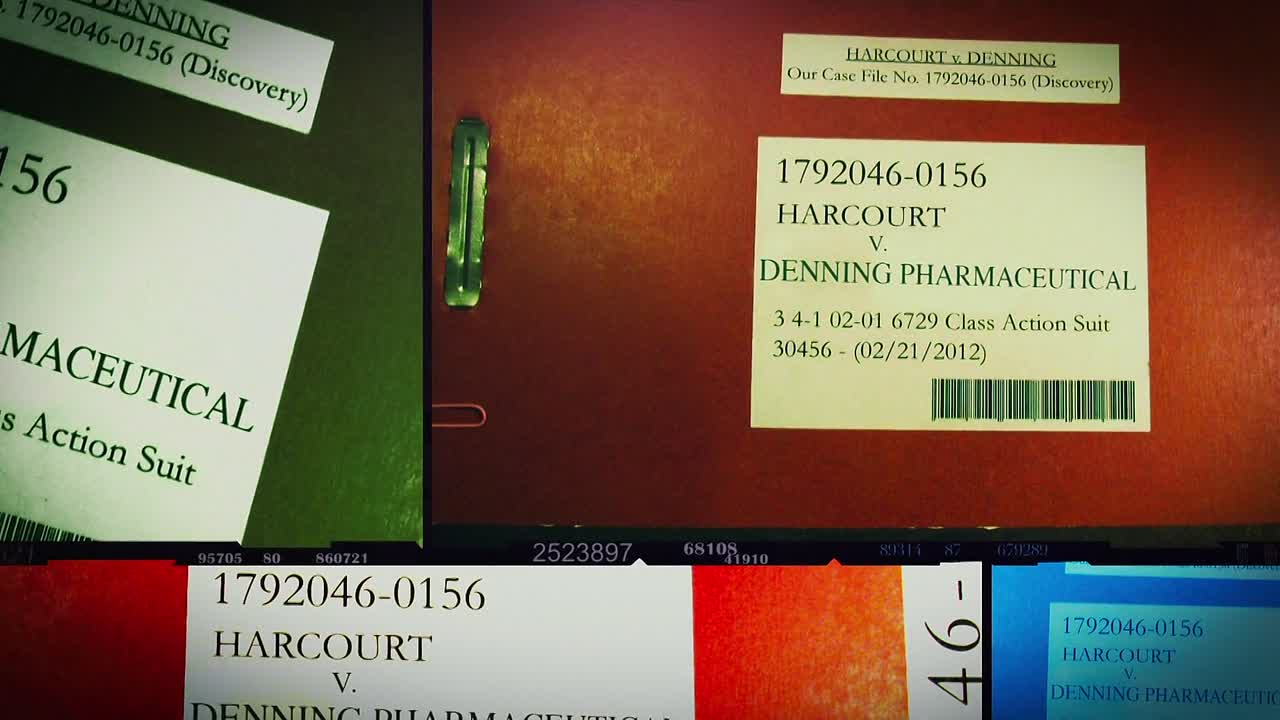 DENNING
1792046-0156 (Discovery)
156
MACEUTICAL
s Action Suit
HARCOURT v. DENNING
Our Case File No. 1792046-0156 (Discovery)
1792046-0156
HARCOURT
V.
DENNING PHARMACEUTICAL
3 4-1 02-01 6729 Class Action Suit
30456 - (02/21/2012)
95705 80 860721
2523897
68108
41910
89314 87 679289
1792046-0156
HARCOURT
V.
DENNING PHARMACEUTICAL
46-
1792046-0156
HARCOURT
V.
DENNING PHARMACEUTIC